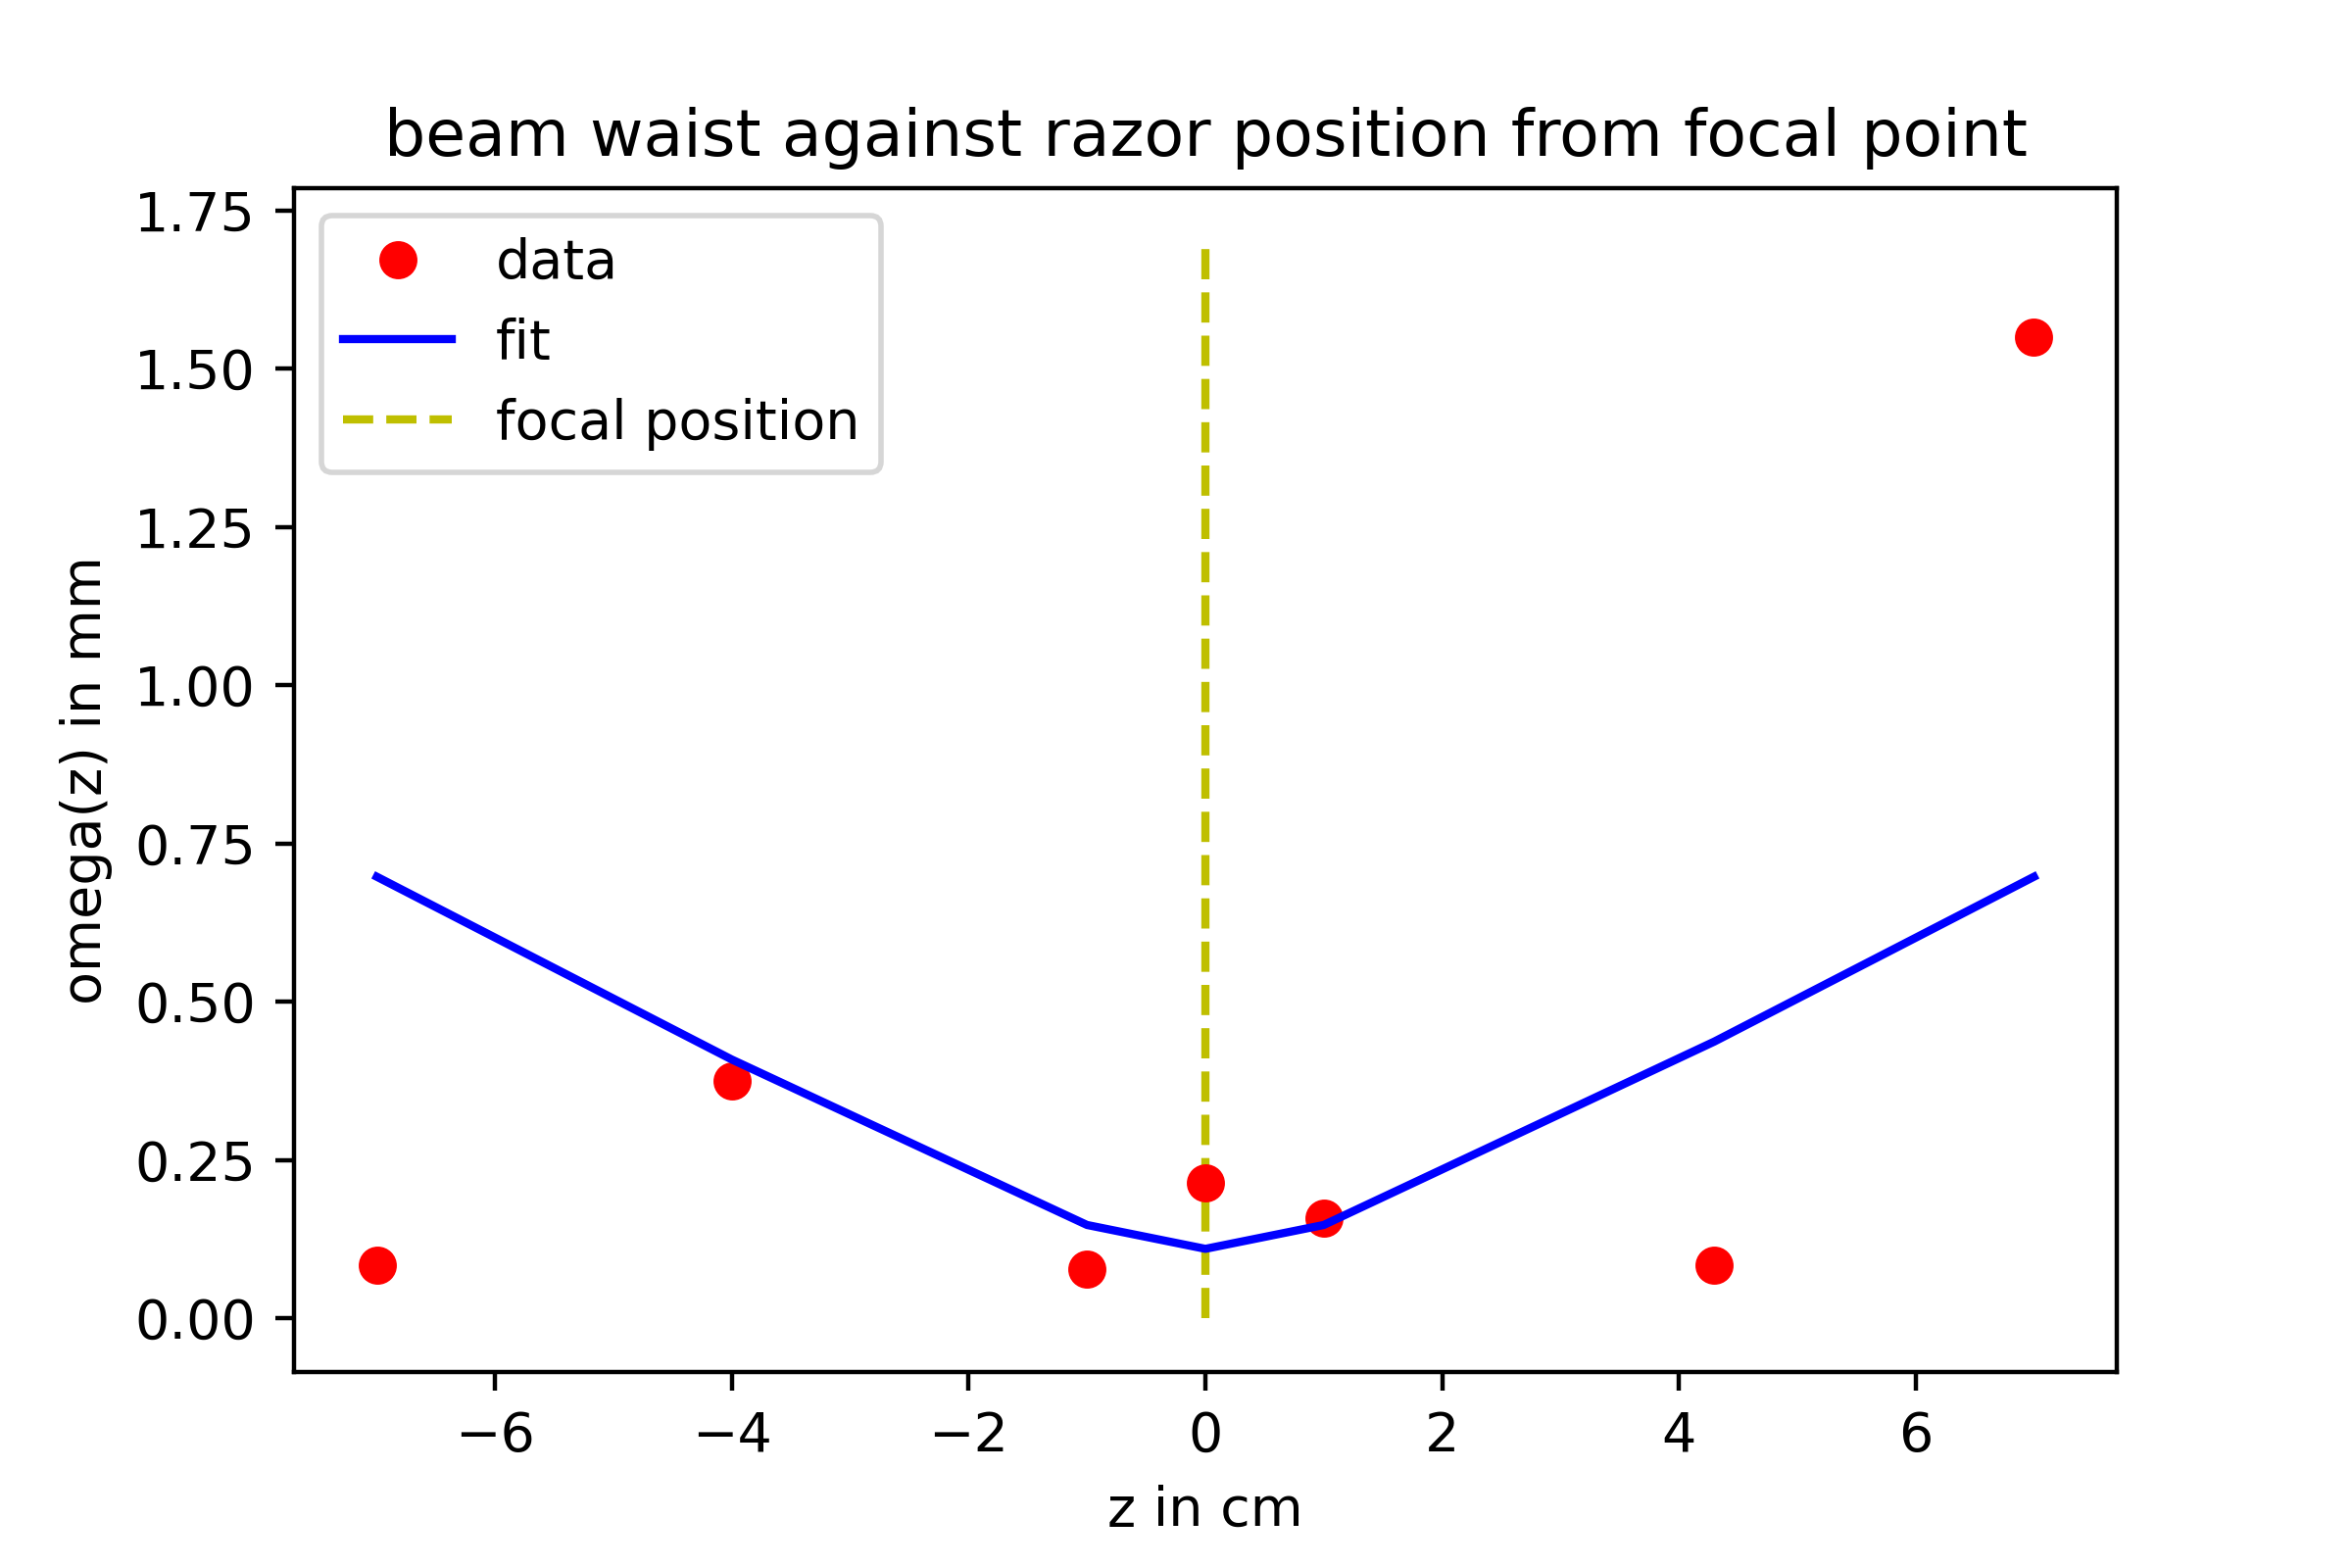 beam waist against razor position from focal point
data
fit
focal position
1.75
1.50
1.25
1.00
0.75
0.50
0.25
0.00
omega(z) in mm
−6 −4 −2 0 2 4 6
z in cm